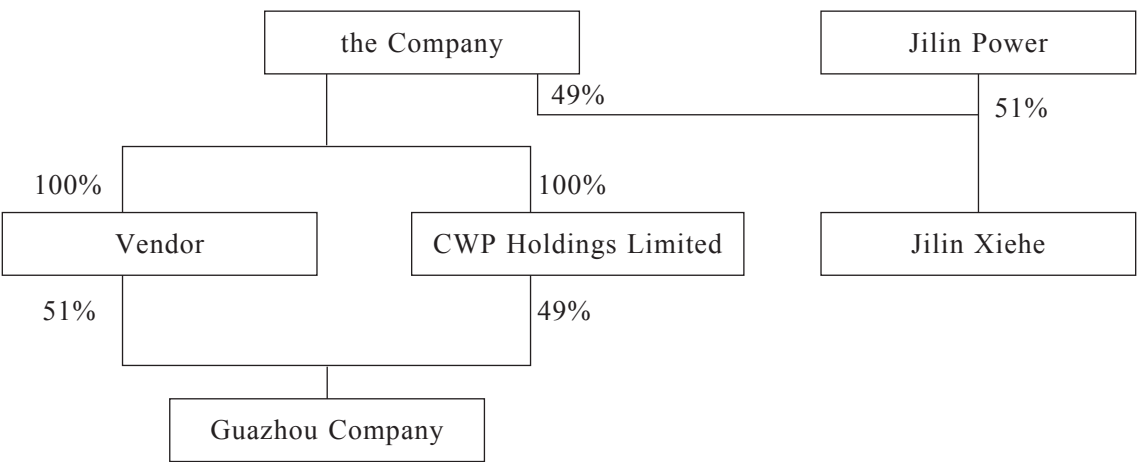 the Company
Jilin Power
49%
51%
100%
100%
Vendor
CWP Holdings Limited
Jilin Xiehe
51%
49%
Guazhou Company